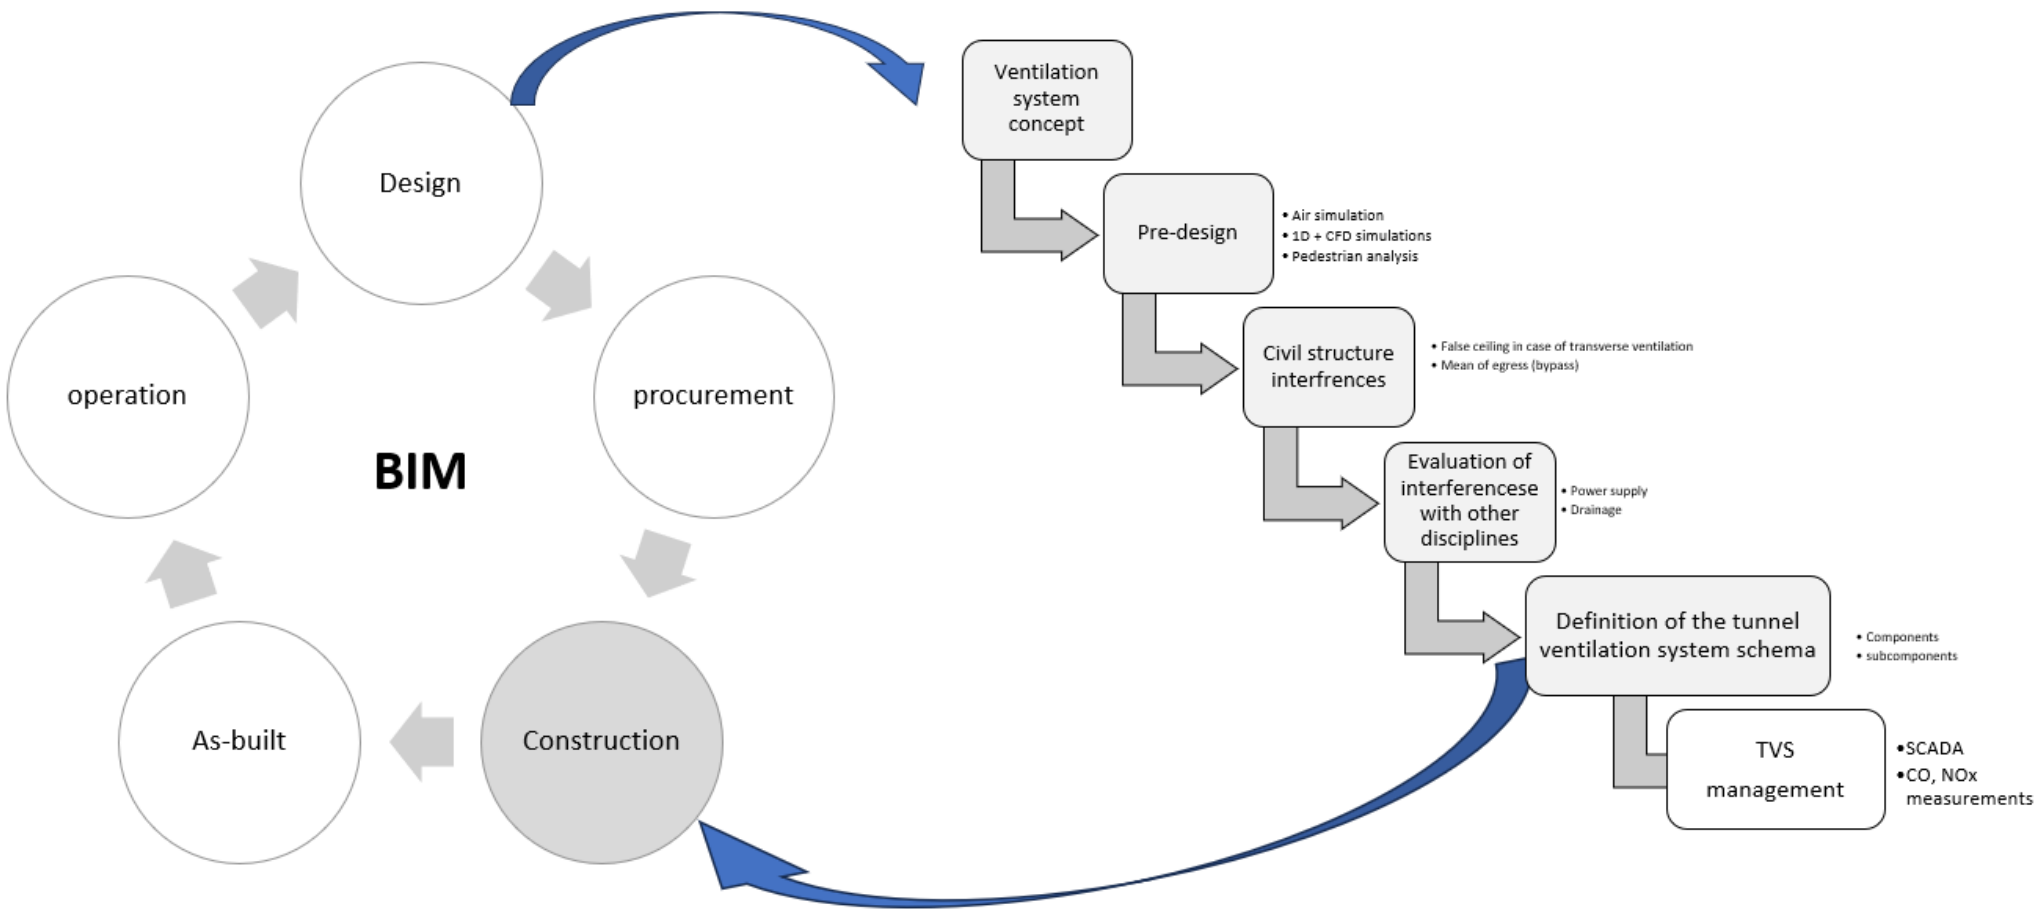 Design
procurement
Construction
As-built
operation
BIM
Ventilation
system
concept
Pre-design
• Air simulation
• 1D + CFD simulations
• Pedestrian analysis
Civil structure
interfrences
• False ceiling in case of transverse ventilation
• Mean of egress (bypass)
Evaluation of
interferencese
with other
disciplines
• Power supply
• Drainage
Definition of the tunnel
ventilation system schema
• Components
• subcomponents
TVS
management
•SCADA
•CO, NOx
measurements